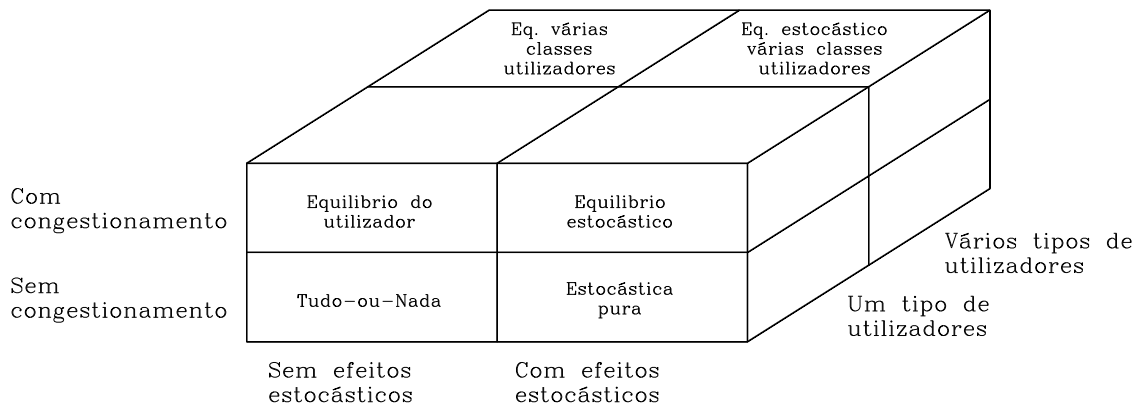 Eq. várias
classes
utilizadores
Eq. estocástico
várias classes
utilizadores
Com
congestionamento
Equilibrio do
utilizador
Equilibrio
estocástico
Sem
congestionamento
Tudo-ou-Nada
Estocástica
pura
Vários tipos de
utilizadores
Um tipo de
utilizadores
Sem efeitos
estocásticos
Com efeitos
estocásticos